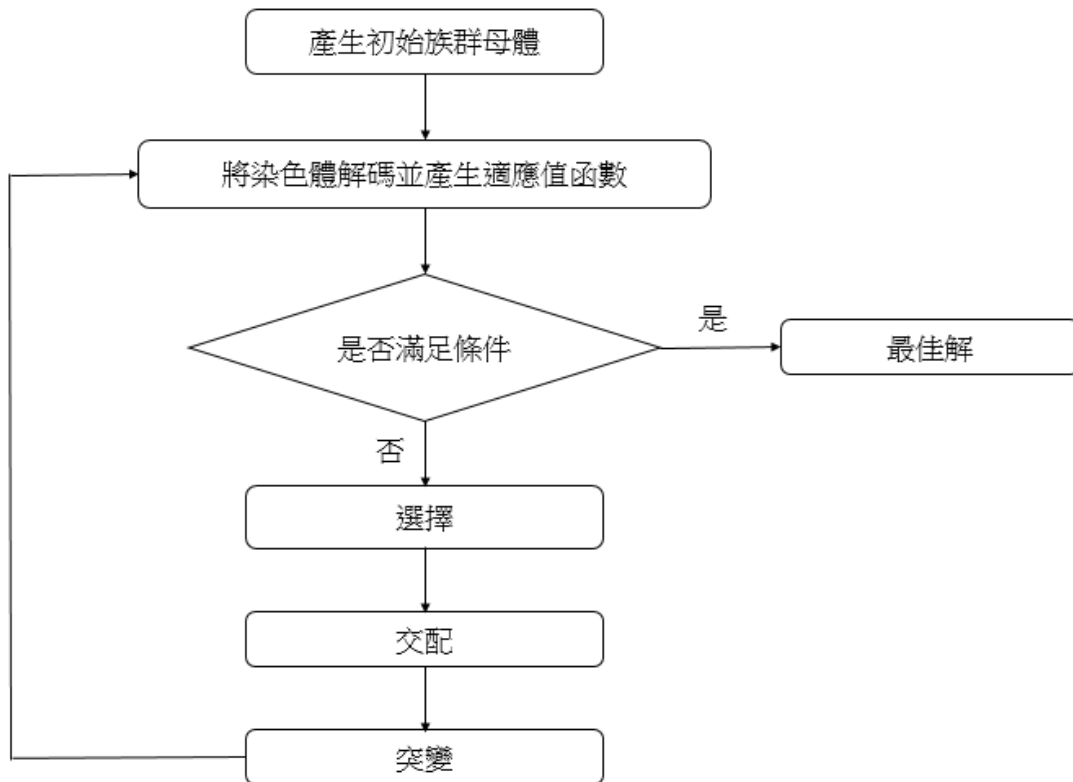 產生初始族群母體
將染色體解碼並產生適應值函數
是否滿足條件
是
最佳解
否
選擇
交配
突變